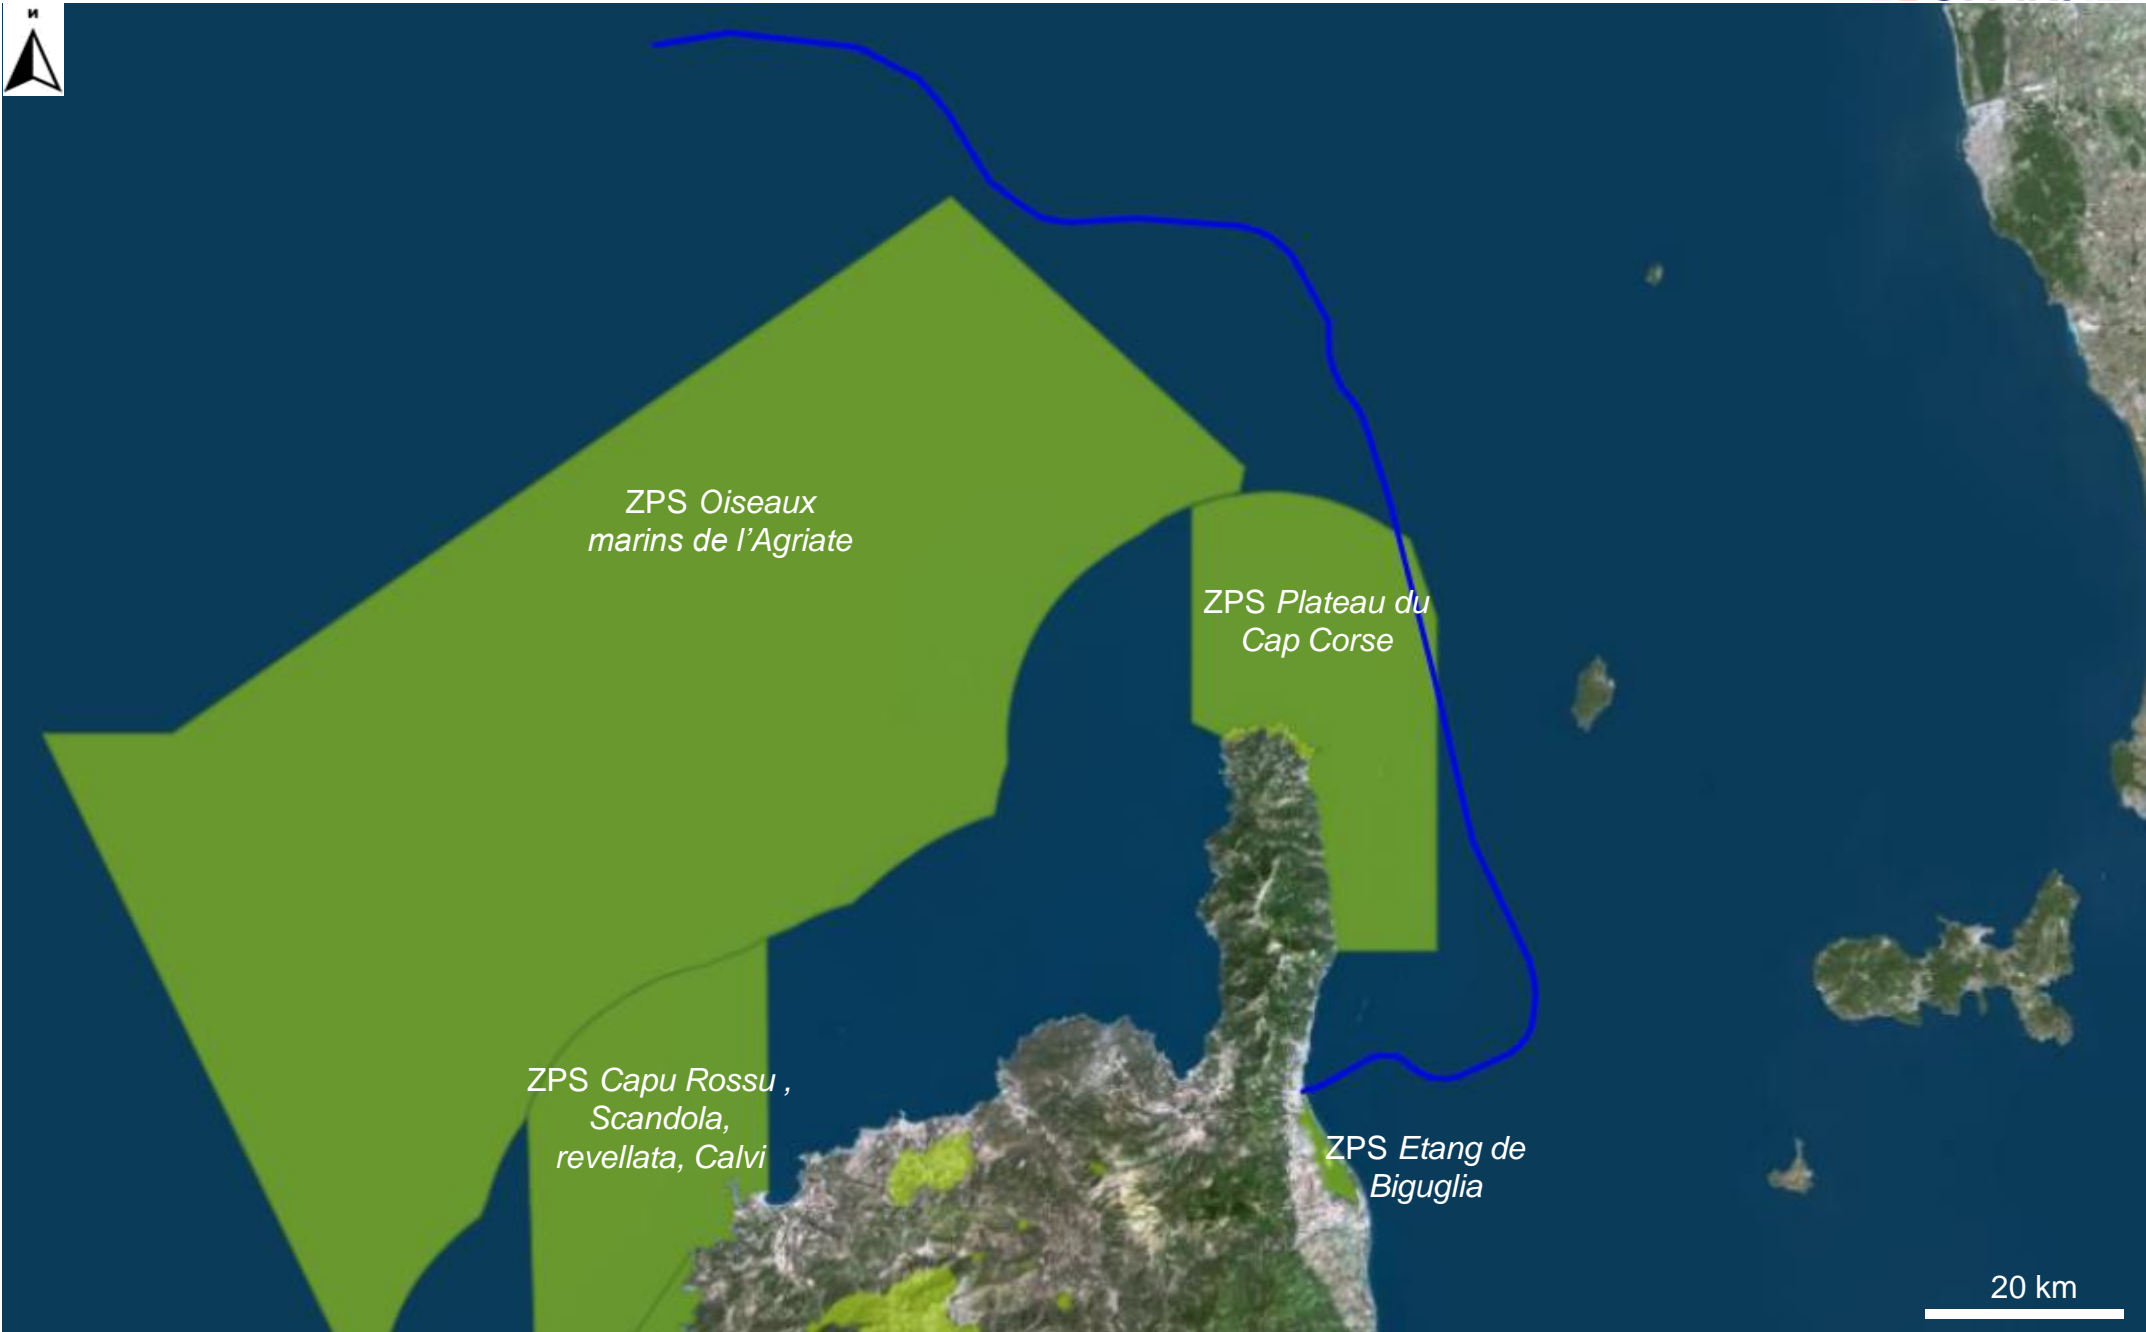 N
ZPS Oiseaux
marins de l’Agriate
ZPS Plateau du
Cap Corse
ZPS Capu Rossu ,
Scandola,
revellata, Calvi
ZPS Etang de
Biguglia
20 km